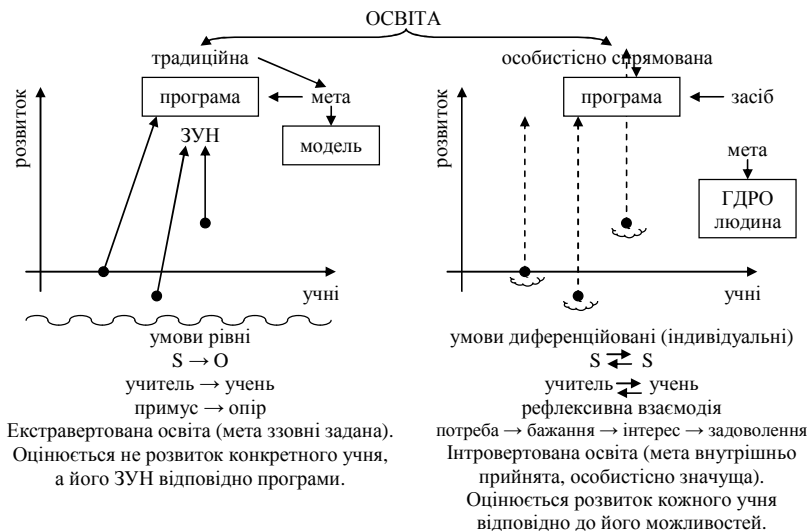 ОСВІТА
традиційна
програма
мета
ЗУН
модель
розвиток
учні
умови рівні
S → O
учитель → учень
примус → опір
Екстравертована освіта (мета ззовні задана).
Оцінюється не розвиток конкретного учня,
а його ЗУН відповідно програми.
особистісно спрямована
програма
засіб
мета
ГДРО
людина
розвиток
учні
умови диференційовані (індивідуальні)
S ⇄ S
учитель ⇄ учень
рефлексивна взаємодія
потреба → бажання → інтерес → задоволення
Інтровертована освіта (мета внутрішньо
прийнята, особистісно значуща).
Оцінюється розвиток кожного учня
відповідно до його можливостей.